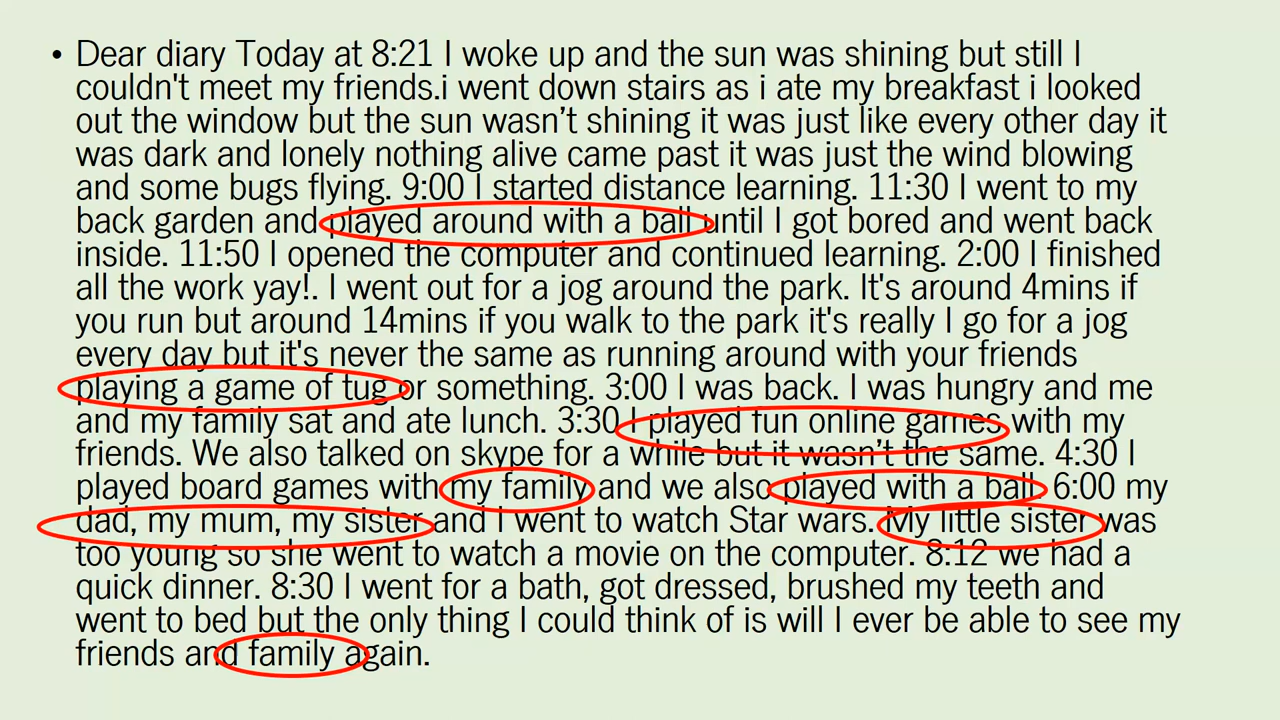 • Dear diary Today at 8:21 I woke up and the sun was shining but still I
couldn't meet my friends.i went down stairs as i ate my breakfast i looked
out the window but the sun wasn’t shining it was just like every other day it
was dark and lonely nothing alive came past it was just the wind blowing
and some bugs flying. 9:00 I started distance learning. 11:30 I went to my
back garden and played around with a ball until I got bored and went back
inside. 11:50 I opened the computer and continued learning. 2:00 I finished
all the work yay!. I went out for a jog around the park. It's around 4mins if
you run but around 14mins if you walk to the park it's really I go for a jog
every day but it's never the same as running around with your friends
playing a game of tug or something. 3:00 I was back. I was hungry and me
and my family sat and ate lunch. 3:30 I played fun online games with my
friends. We also talked on skype for a while but it wasn’t the same. 4:30 I
played board games with my family and we also played with a ball. 6:00 my
dad, my mum, my sister and I went to watch Star wars. My little sister was
too young so she went to watch a movie on the computer. 8:12 we had a
quick dinner. 8:30 I went for a bath, got dressed, brushed my teeth and
went to bed but the only thing I could think of is will I ever be able to see my
friends and family again.